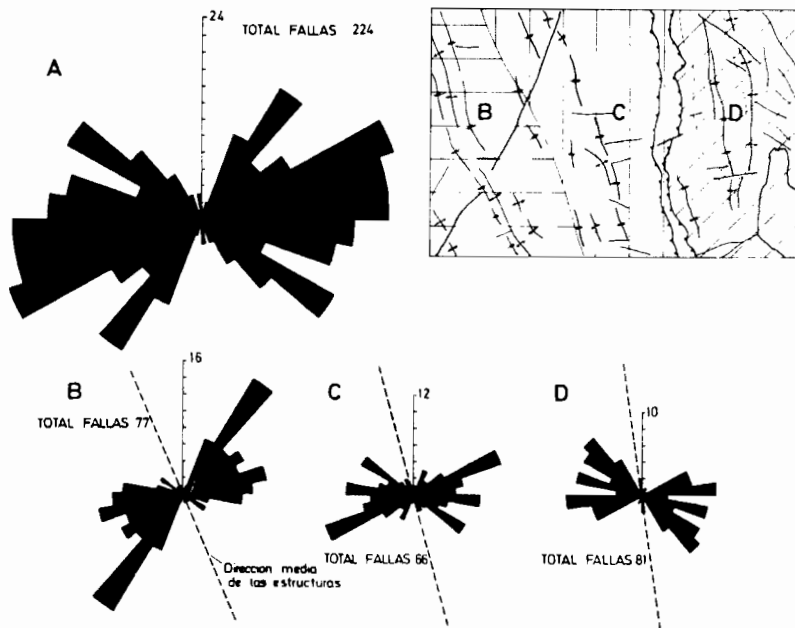 24
TOTAL FALLAS 224
A
B
C
D
16
B
TOTAL FALLAS 77
Direccion media
de las estructuras
12
C
TOTAL FALLAS 66
10
D
TOTAL FALLAS 81